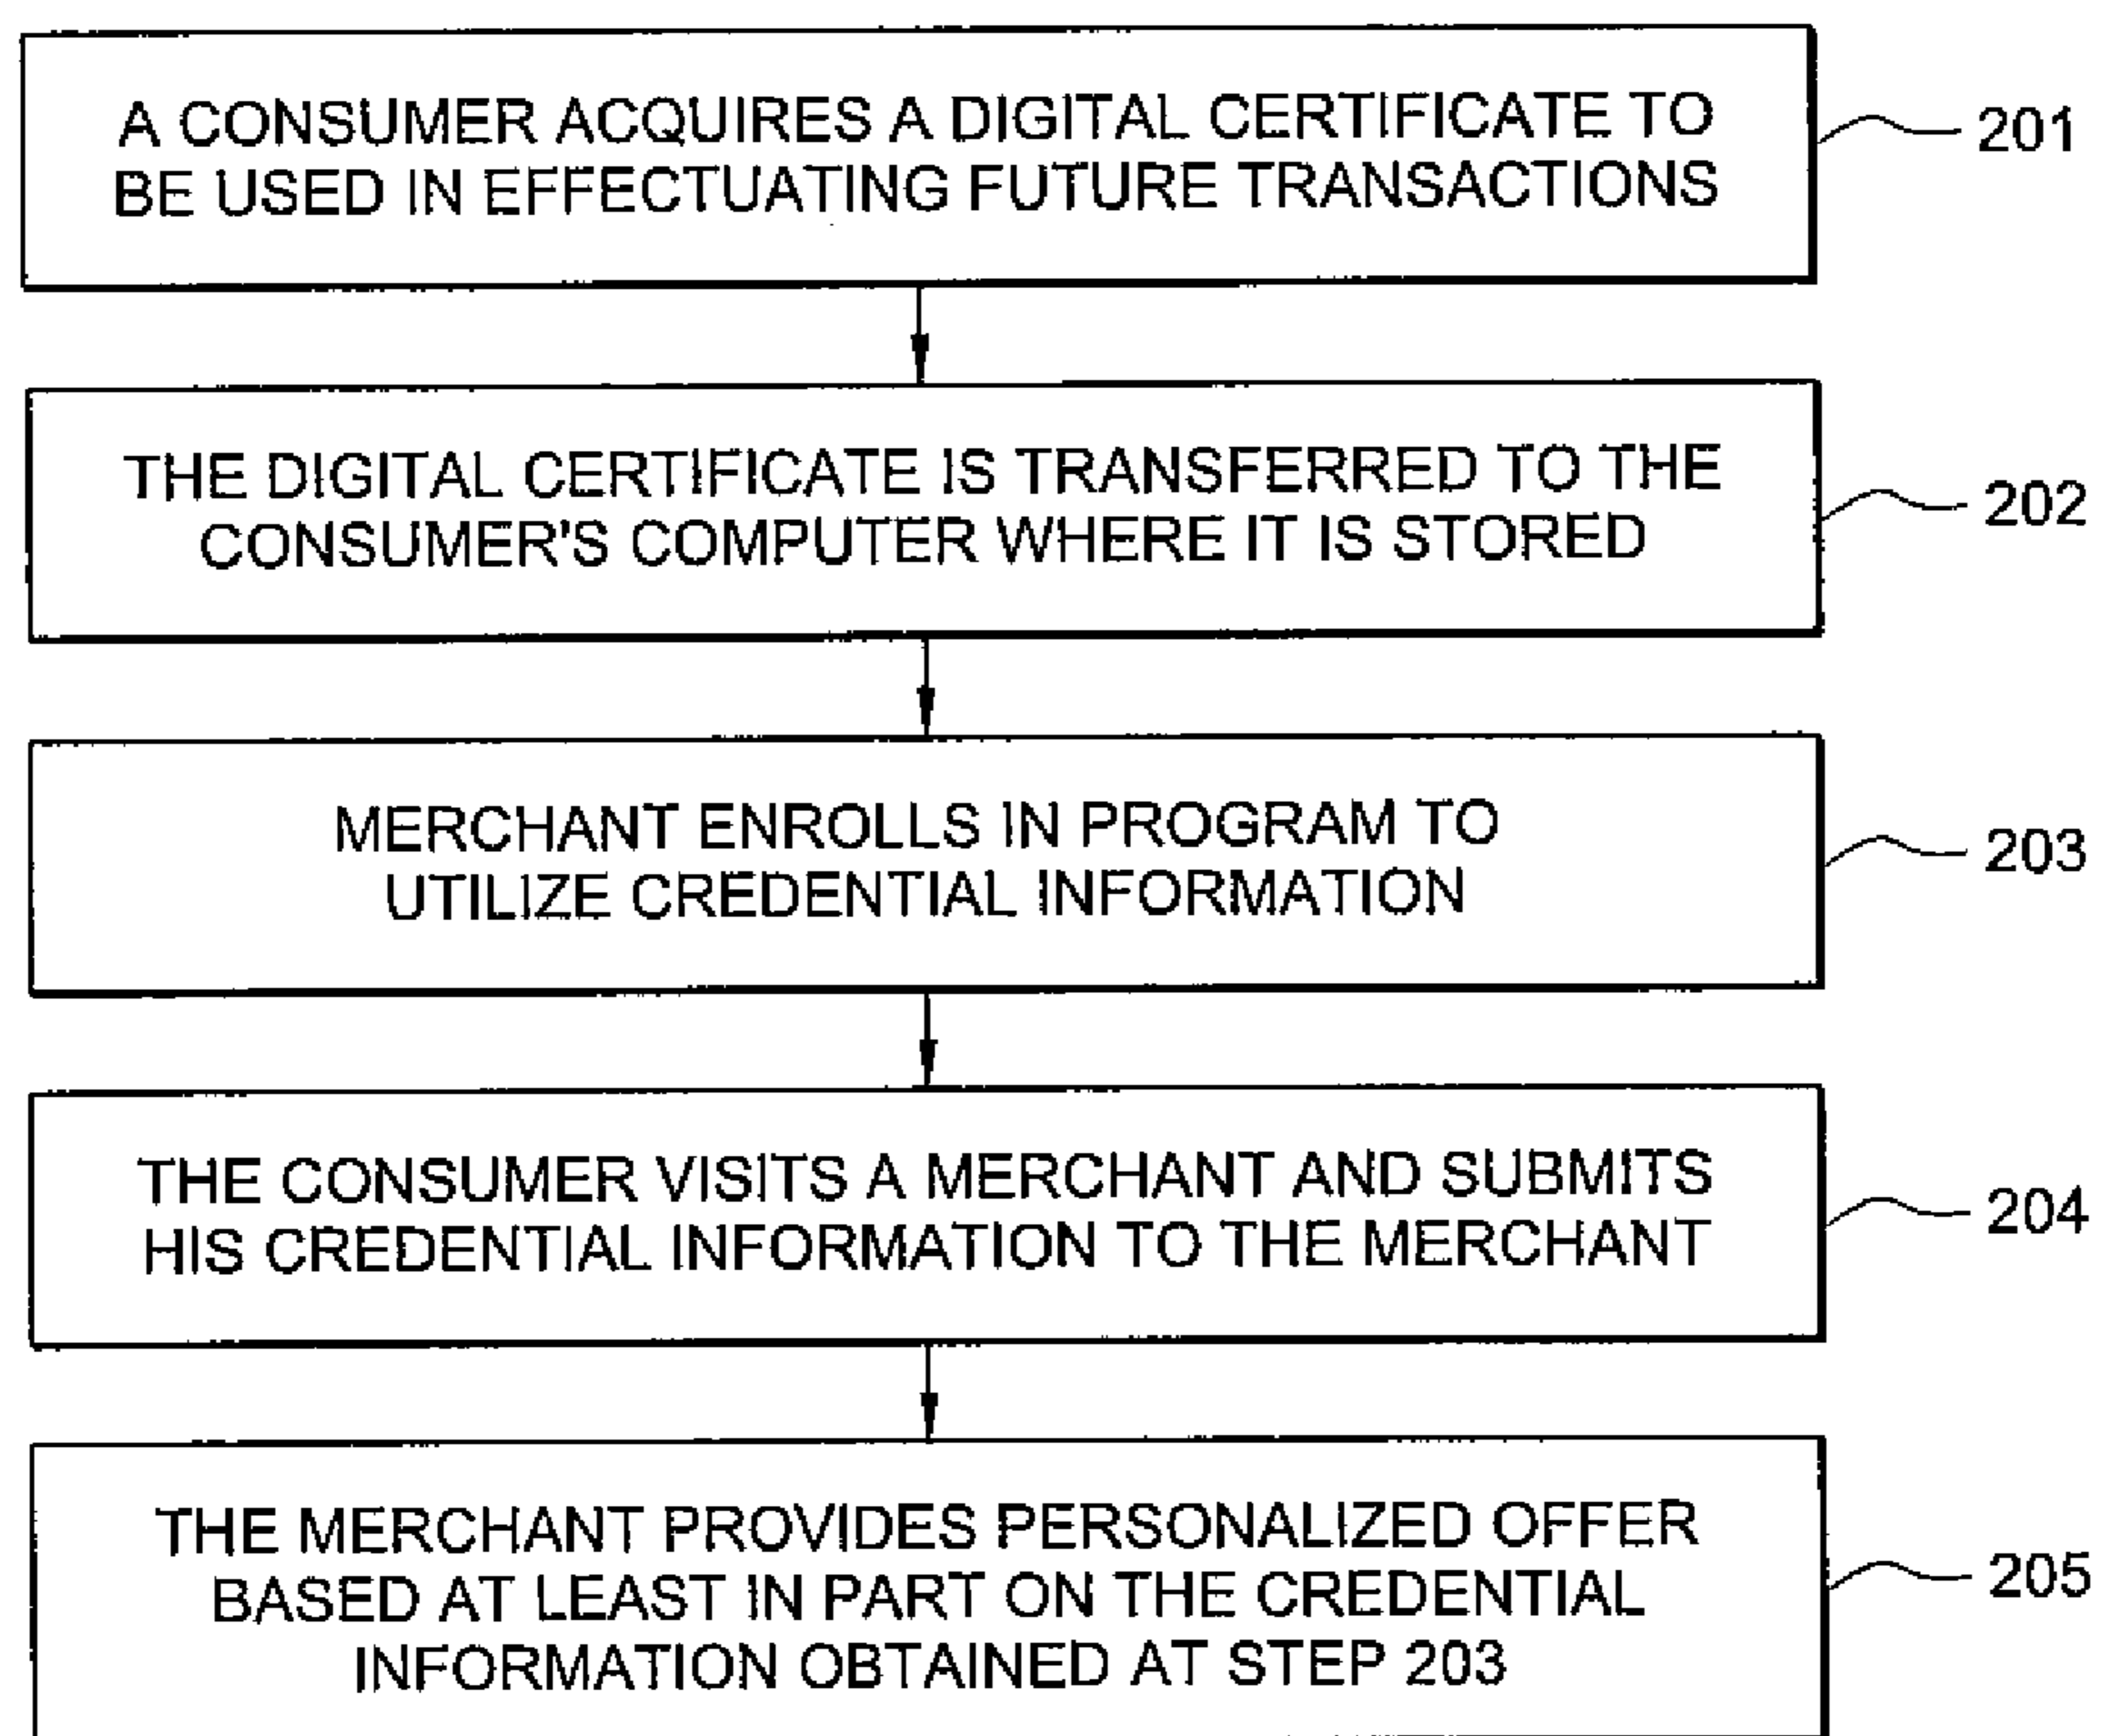 A CONSUMER ACQUIRES A DIGITAL CERTIFICATE TO
BE USED IN EFFECTUATING FUTURE TRANSACTIONS
201
THE DIGITAL CERTIFICATE IS TRANSFERRED TO THE
CONSUMER'S COMPUTER WHERE IT IS STORED
202
MERCHANT ENROLLS IN PROGRAM TO
UTILIZE CREDENTIAL INFORMATION
203
THE CONSUMER VISITS A MERCHANT AND SUBMITS
HIS CREDENTIAL INFORMATION TO THE MERCHANT
204
THE MERCHANT PROVIDES PERSONALIZED OFFER
BASED AT LEAST IN PART ON THE CREDENTIAL
INFORMATION OBTAINED AT STEP 203
205